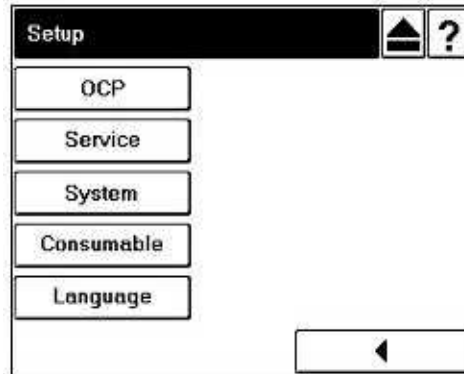 Setup
?
OCP
Service
System
Consumable
Language